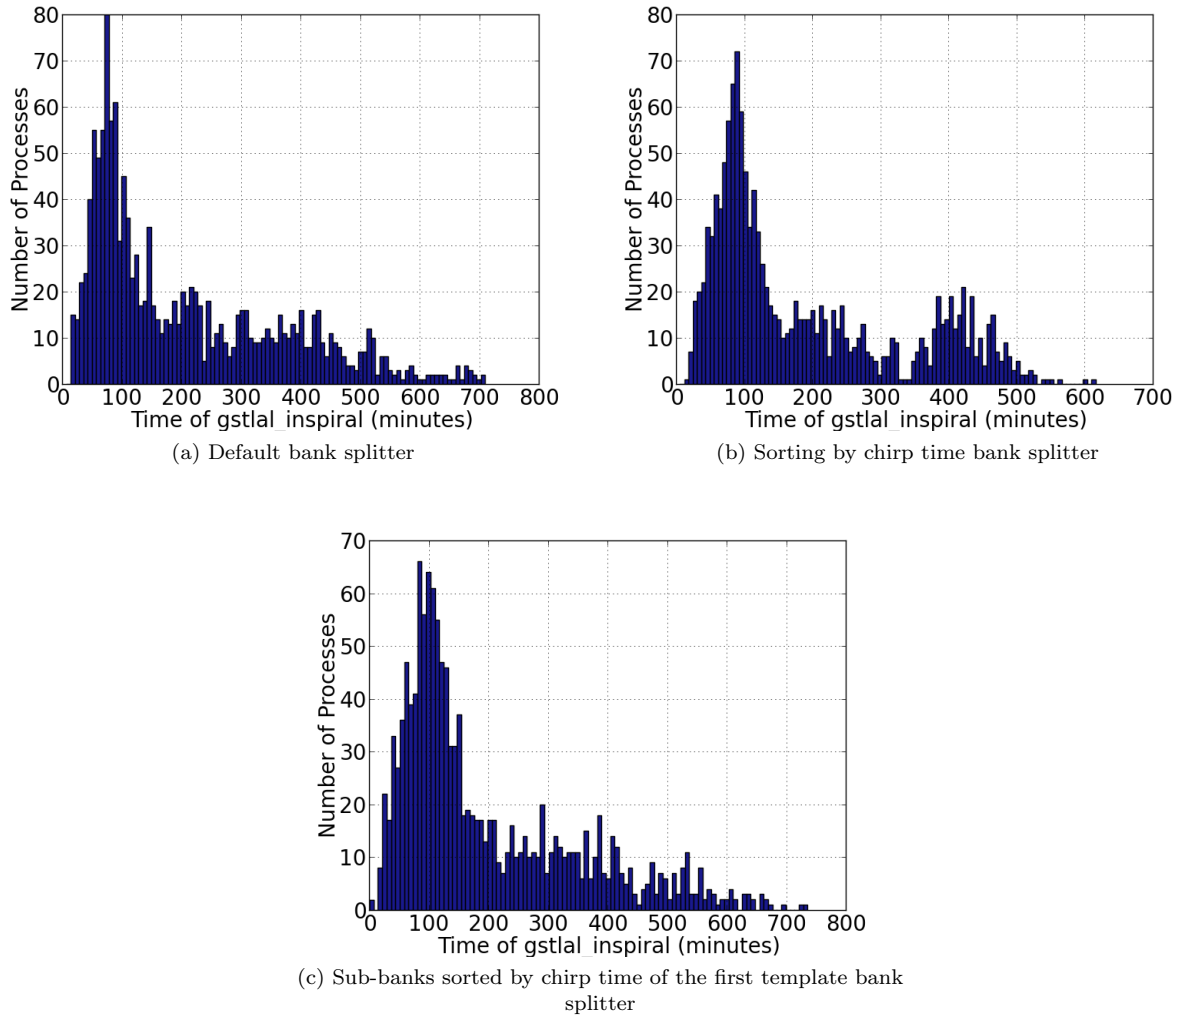 80
70
60
50
40
30
20
10
0
Number of Processes
0 100 200 300 400 500 600 700 800
Time of gstlal_inspiral (minutes)
(a) Default bank splitter
80
70
60
50
40
30
20
10
0
Number of Processes
0 100 200 300 400 500 600 700
Time of gstlal_inspiral (minutes)
(b) Sorting by chirp time bank splitter
70
60
50
40
30
20
10
0
Number of Processes
0 100 200 300 400 500 600 700 800
Time of gstlal_inspiral (minutes)
(c) Sub-banks sorted by chirp time of the first template bank
splitter